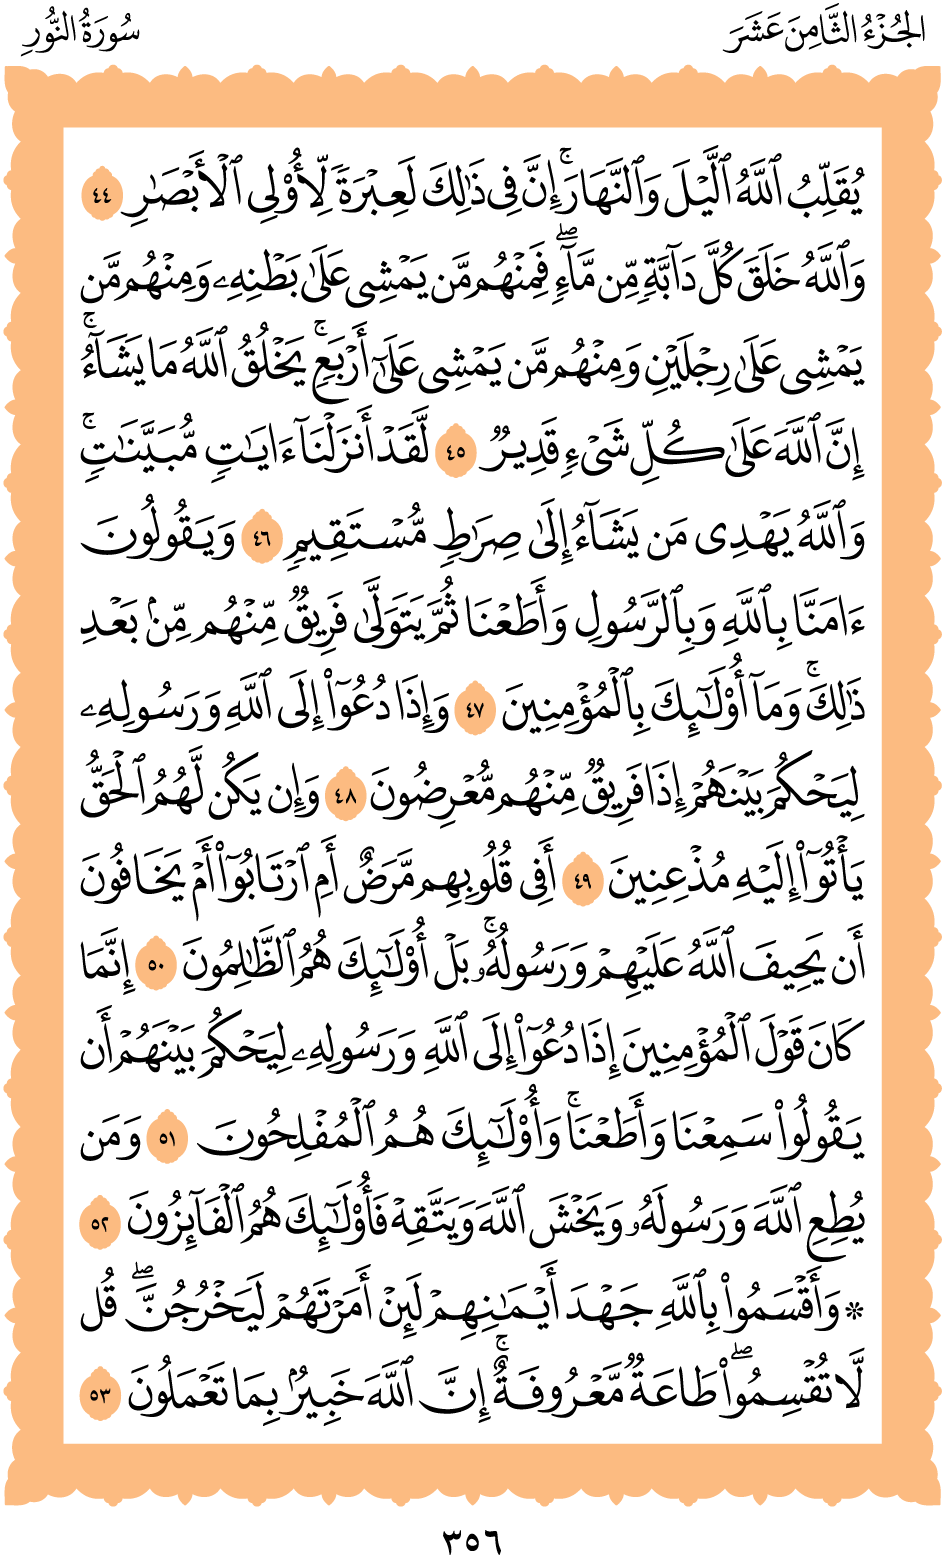 الجُزْءُ الثَّامِنَ عَشَرَ
سُورَةُ النُّورِ
يُقَلِّبُ ٱللَّهُ ٱلَّيۡلَ وَٱلنَّهَارَۚ إِنَّ فِي ذَٰلِكَ لَعِبۡرَةٗ لِّأُوْلِي ٱلۡأَبۡصَٰرِ ٤٤
وَٱللَّهُ خَلَقَ كُلَّ دَآبَّةٖ مِّن مَّآءٖۖ فَمِنۡهُم مَّن يَمۡشِي عَلَىٰ بَطۡنِهِۦ وَمِنۡهُم مَّن
يَمۡشِي عَلَىٰ رِجۡلَيۡنِ وَمِنۡهُم مَّن يَمۡشِي عَلَىٰٓ أَرۡبَعٖۚ يَخۡلُقُ ٱللَّهُ مَا يَشَآءُۚ
إِنَّ ٱللَّهَ عَلَىٰ كُلِّ شَيۡءٖ قَدِيرٞ ٤٥ لَّقَدۡ أَنزَلۡنَآ ءَايَٰتٖ مُّبَيِّنَٰتٖۚ
وَٱللَّهُ يَهۡدِي مَن يَشَآءُ إِلَىٰ صِرَٰطٖ مُّسۡتَقِيمٖ ٤٦ وَيَقُولُونَ
ءَامَنَّا بِٱللَّهِ وَبِٱلرَّسُولِ وَأَطَعۡنَا ثُمَّ يَتَوَلَّىٰ فَرِيقٞ مِّنۡهُم مِّنۢ بَعۡدِ
ذَٰلِكَۚ وَمَآ أُوْلَٰٓئِكَ بِٱلۡمُؤۡمِنِينَ ٤٧ وَإِذَا دُعُوٓاْ إِلَى ٱللَّهِ وَرَسُولِهِۦ
لِيَحۡكُمَ بَيۡنَهُمۡ إِذَا فَرِيقٞ مِّنۡهُم مُّعۡرِضُونَ ٤٨ وَإِن يَكُن لَّهُمُ ٱلۡحَقُّ
يَأۡتُوٓاْ إِلَيۡهِ مُذۡعِنِينَ ٤٩ أَفِي قُلُوبِهِم مَّرَضٌ أَمِ ٱرۡتَابُوٓاْ أَمۡ يَخَافُونَ
أَن يَحِيفَ ٱللَّهُ عَلَيۡهِمۡ وَرَسُولُهُۥۚ بَلۡ أُوْلَٰٓئِكَ هُمُ ٱلظَّٰلِمُونَ ٥٠ إِنَّمَا
كَانَ قَوۡلَ ٱلۡمُؤۡمِنِينَ إِذَا دُعُوٓاْ إِلَى ٱللَّهِ وَرَسُولِهِۦ لِيَحۡكُمَ بَيۡنَهُمۡ أَن
يَقُولُواْ سَمِعۡنَا وَأَطَعۡنَاۚ وَأُوْلَٰٓئِكَ هُمُ ٱلۡمُفۡلِحُونَ ٥١ وَمَن
يُطِعِ ٱللَّهَ وَرَسُولَهُۥ وَيَخۡشَ ٱللَّهَ وَيَتَّقۡهِ فَأُوْلَٰٓئِكَ هُمُ ٱلۡفَآئِزُونَ ٥٢
۞ وَأَقۡسَمُواْ بِٱللَّهِ جَهۡدَ أَيۡمَٰنِهِمۡ لَئِنۡ أَمَرۡتَهُمۡ لَيَخۡرُجُنَّۖ قُل
لَّا تُقۡسِمُواْۖ طَاعَةٞ مَّعۡرُوفَةٌۚ إِنَّ ٱللَّهَ خَبِيرُۢ بِمَا تَعۡمَلُونَ ٥٣
٣٥٦